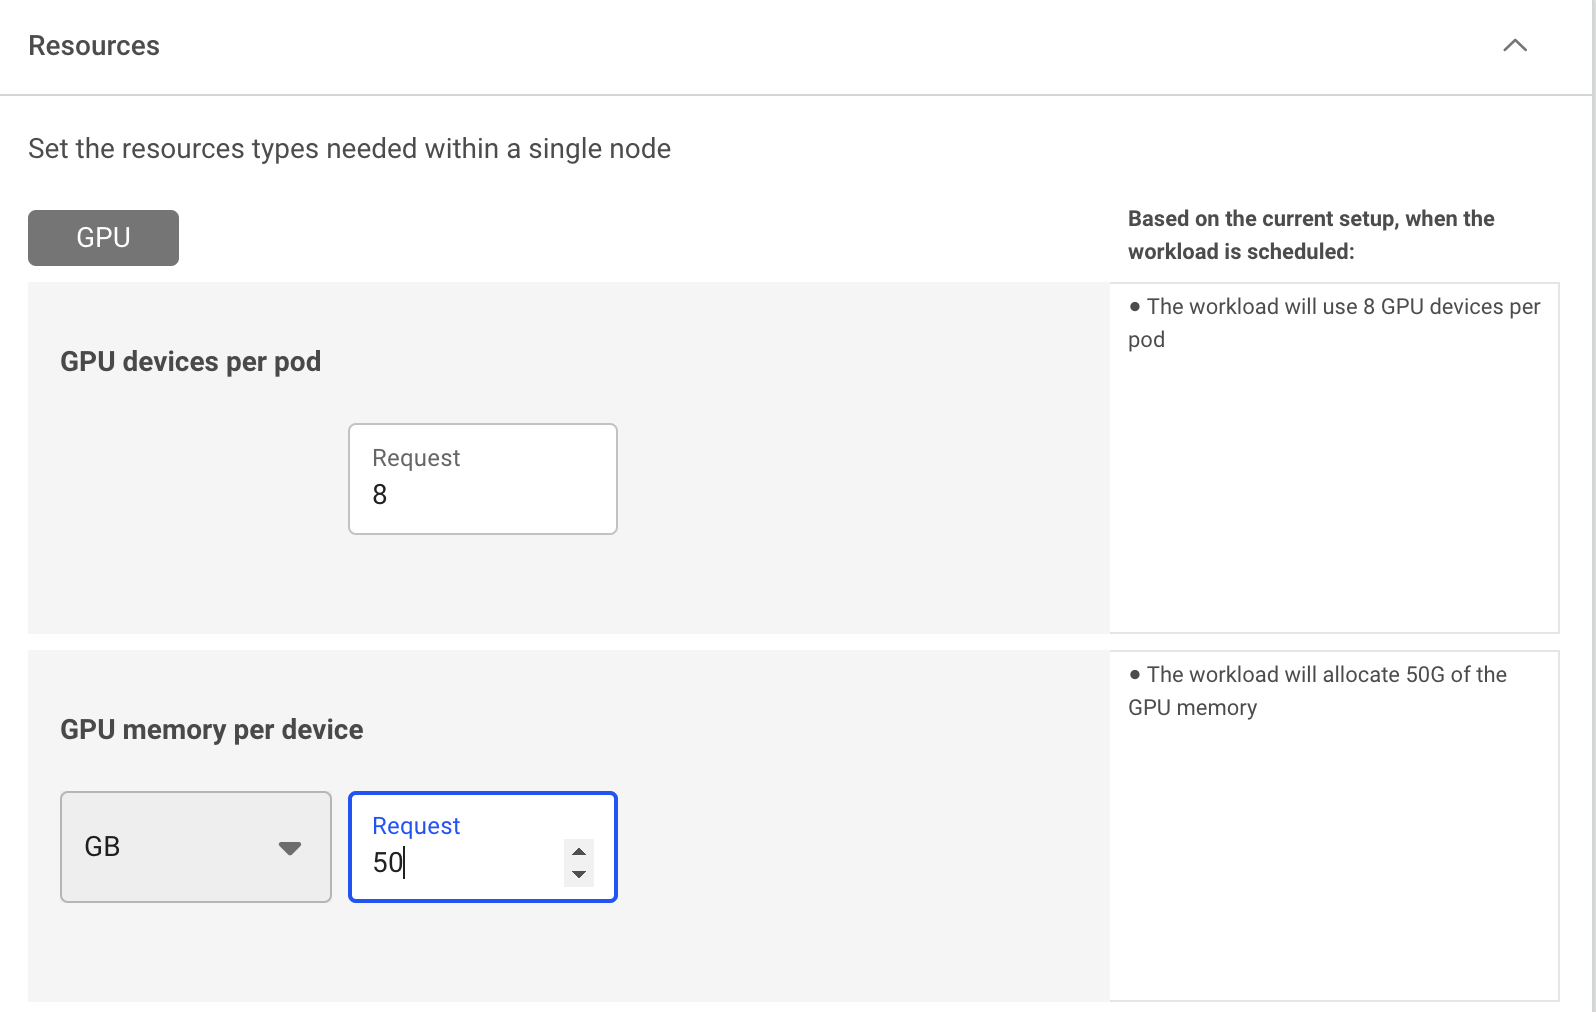 Resources
Set the resources types needed within a single node
GPU
Based on the current setup, when the
workload is scheduled:
GPU devices per pod
Request
8
● The workload will use 8 GPU devices per
pod
GPU memory per device
GB
Request
50
● The workload will allocate 50G of the
GPU memory